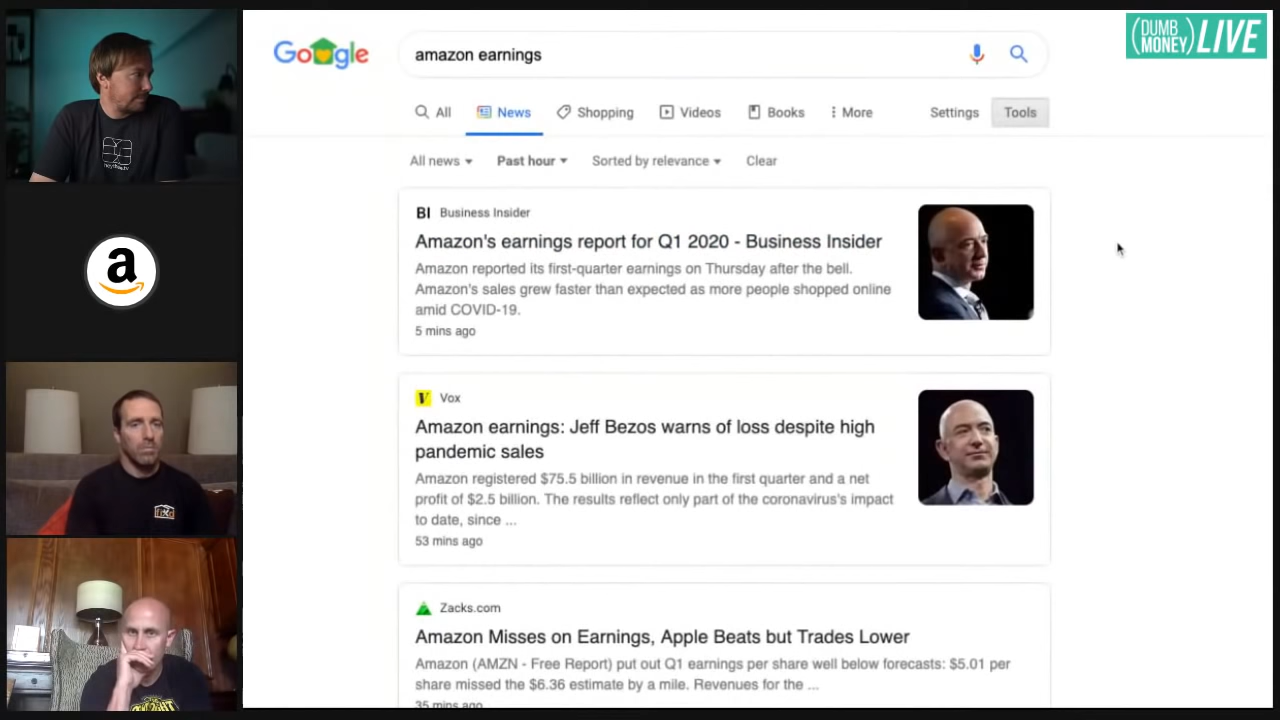 Google
amazon earnings
(DUMB MONEY) LIVE
All
News
Shopping
Videos
Books
More
Settings
Tools
All news
Past hour
Sorted by relevance
Clear
BI Business Insider
Amazon's earnings report for Q1 2020 - Business Insider
Amazon reported its first-quarter earnings on Thursday after the bell.
Amazon's sales grew faster than expected as more people shopped online
amid COVID-19.
5 mins ago
a
V Vox
Amazon earnings: Jeff Bezos warns of loss despite high
pandemic sales
Amazon registered $75.5 billion in revenue in the first quarter and a net
profit of $2.5 billion. The results reflect only part of the coronavirus's impact
to date, since ...
53 mins ago
Zacks.com
Amazon Misses on Earnings, Apple Beats but Trades Lower
Amazon (AMZN - Free Report) put out Q1 earnings per share well below forecasts: $5.01 per
share missed the $6.36 estimate by a mile. Revenues for the ...
35 mins ago